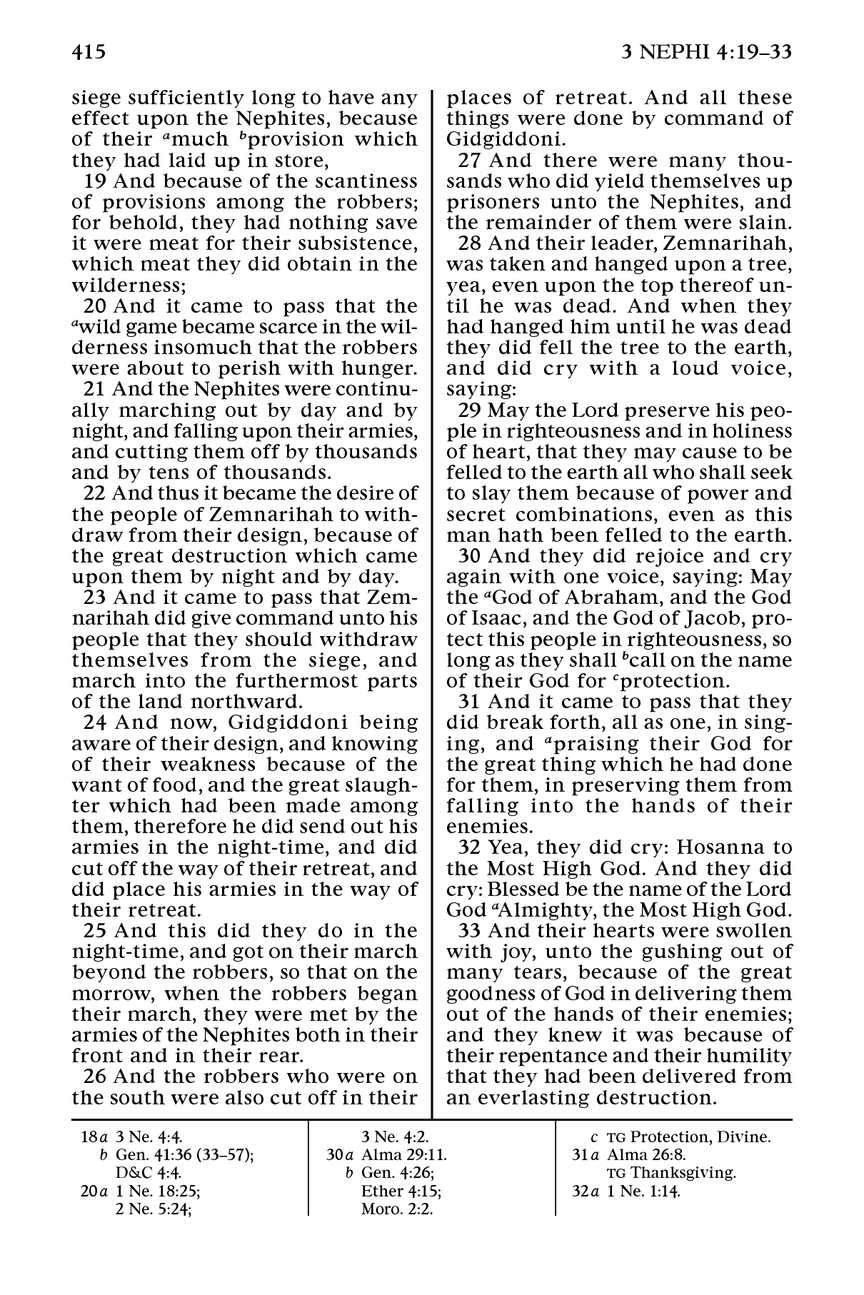 415
3 NEPHI 4:19–33
siege sufficiently long to have any
effect upon the Nephites, because
of their amuch bprovision which
they had laid up in store,
19 And because of the scantiness
of provisions among the robbers;
for behold, they had nothing save
it were meat for their subsistence,
which meat they did obtain in the
wilderness;
20 And it came to pass that the
awild game became scarce in the wil-
derness insomuch that the robbers
were about to perish with hunger.
21 And the Nephites were continu-
ally marching out by day and by
night, and falling upon their armies,
and cutting them off by thousands
and by tens of thousands.
22 And thus it became the desire of
the people of Zemnarihah to with-
draw from their design, because of
the great destruction which came
upon them by night and by day.
23 And it came to pass that Zem-
narihah did give command unto his
people that they should withdraw
themselves from the siege, and
march into the furthermost parts
of the land northward.
24 And now, Gidgiddoni being
aware of their design, and knowing
of their weakness because of the
want of food, and the great slaugh-
ter which had been made among
them, therefore he did send out his
armies in the night-time, and did
cut off the way of their retreat, and
did place his armies in the way of
their retreat.
25 And this did they do in the
night-time, and got on their march
beyond the robbers, so that on the
morrow, when the robbers began
their march, they were met by the
armies of the Nephites both in their
front and in their rear.
26 And the robbers who were on
the south were also cut off in their
places of retreat. And all these
things were done by command of
Gidgiddoni.
27 And there were many thou-
sands who did yield themselves up
prisoners unto the Nephites, and
the remainder of them were slain.
28 And their leader, Zemnarihah,
was taken and hanged upon a tree,
yea, even upon the top thereof un-
til he was dead. And when they
had hanged him until he was dead
they did fell the tree to the earth,
and did cry with a loud voice,
saying:
29 May the Lord preserve his peo-
ple in righteousness and in holiness
of heart, that they may cause to be
felled to the earth all who shall seek
to slay them because of power and
secret combinations, even as this
man hath been felled to the earth.
30 And they did rejoice and cry
again with one voice, saying: May
the aGod of Abraham, and the God
of Isaac, and the God of Jacob, pro-
tect this people in righteousness, so
long as they shall bcall on the name
of their God for cprotection.
31 And it came to pass that they
did break forth, all as one, in sing-
ing, and apraising their God for
the great thing which he had done
for them, in preserving them from
falling into the hands of their
enemies.
32 Yea, they did cry: Hosanna to
the Most High God. And they did
cry: Blessed be the name of the Lord
God aAlmighty, the Most High God.
33 And their hearts were swollen
with joy, unto the gushing out of
many tears, because of the great
goodness of God in delivering them
out of the hands of their enemies;
and they knew it was because of
their repentance and their humility
that they had been delivered from
an everlasting destruction.
18a 3 Ne. 4:4.
b Gen. 41:36 (33–57);
D&C 4:4.
20a 1 Ne. 18:25;
2 Ne. 5:24;
3 Ne. 4:2.
30a Alma 29:11.
b Gen. 4:26;
Ether 4:15;
Moro. 2:2.
c TG Protection, Divine.
31a Alma 26:8.
TG Thanksgiving.
32a 1 Ne. 1:14.